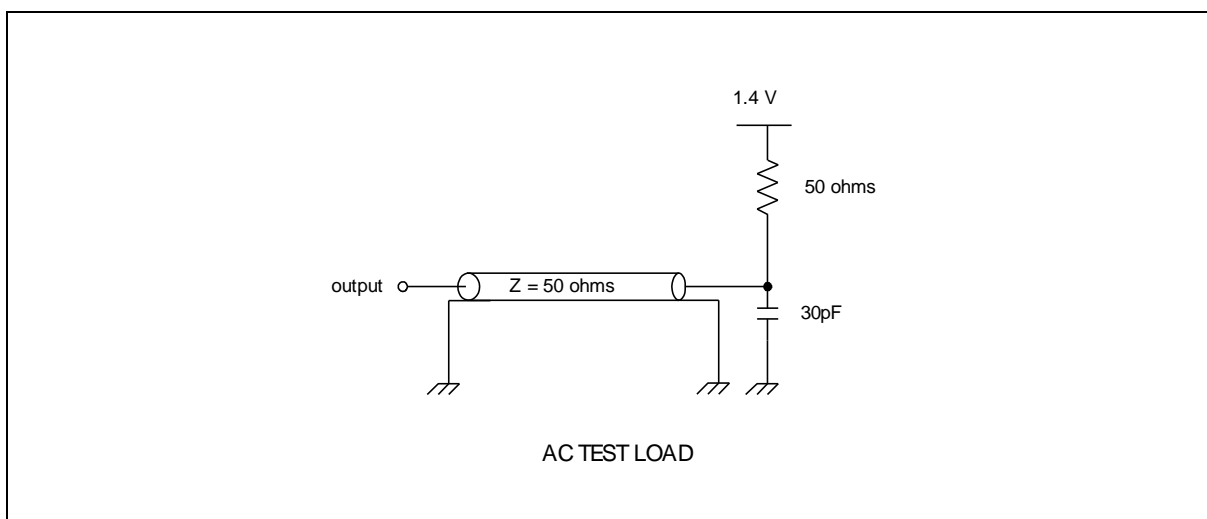 1.4 V
50 ohms
output
Z = 50 ohms
30pF
AC TEST LOAD